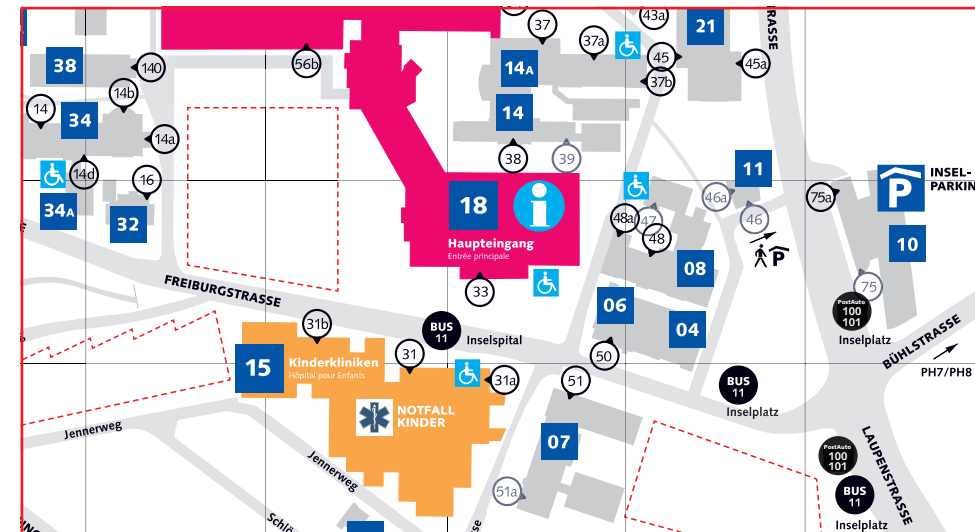 37
43a
21
RASSE
37a
45
45a
38
140
56b
14A
37b
14b
14
34
14a
14
38
39
14d
16
34A
32
18
Haupteingang
Entrée principale
33
11
46a
46
48a
47
48
P
75a
P
INSEL-
PARKIN
10
08
06
04
75
PostAuto
100
101
Inselplatz
FREIBURGSTRASSE
31b
BUS
11
Inselspital
50
BÜHLSTRASSE
PH7/PH8
15
Kinderkliniken
Hôpital pour Enfants
31
31a
51
BUS
11
Inselplatz
NOTFALL
KINDER
Jennerweg
Jennerweg
07
51a
PostAuto
100
101
BUS
11
Inselplatz
LAUPENSTRASSE
Schlö
se